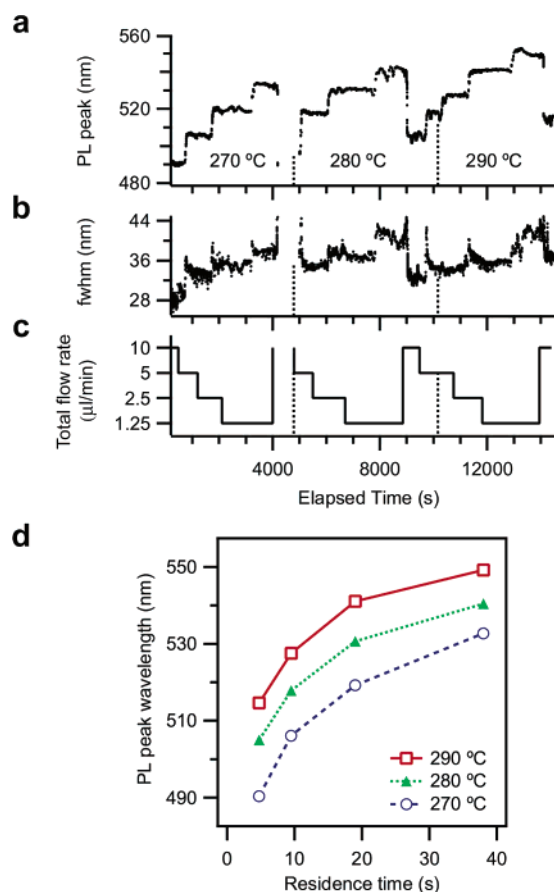 a
560
520
480
PL peak (nm)
270 ºC
280 ºC
290 ºC
b
44
36
28
fwhm (nm)
c
10
5
2.5
1.25
Total flow rate
(μl/min)
4000
8000
12000
Elapsed Time (s)
d
550
530
510
490
PL peak wavelength (nm)
290 ºC
280 ºC
270 ºC
0
10
20
30
40
Residence time (s)